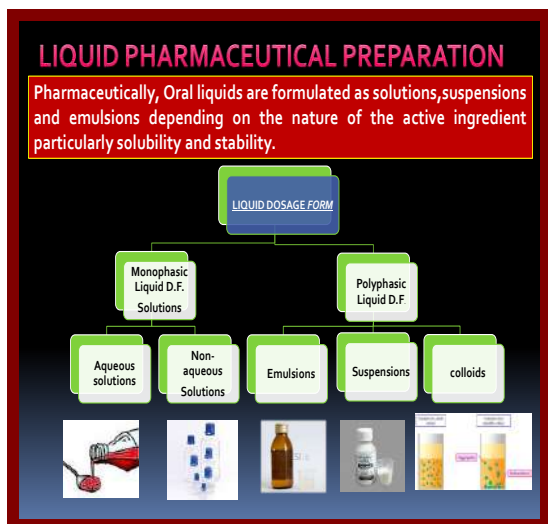 LIQUID PHARMACEUTICAL PREPARATION
Pharmaceutically, Oral liquids are formulated as solutions,suspensions
and emulsions depending on the nature of the active ingredient
particularly solubility and stability.
LIQUID DOSAGE FORM
Monophasic
Liquid D.F.
Solutions
Polyphasic
Liquid D.F
Aqueous
solutions
Non-
aqueous
Solutions
Emulsions
Suspensions
colloids